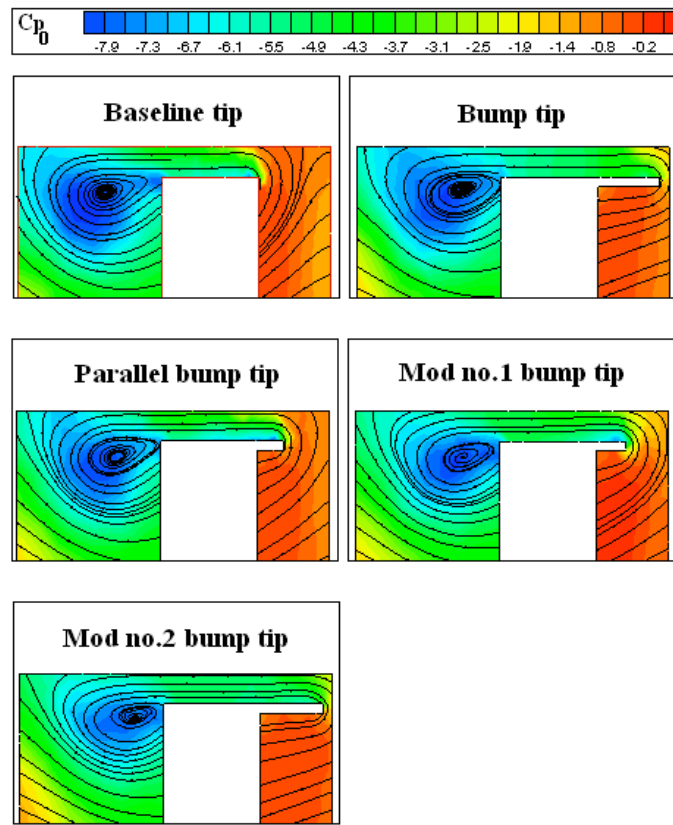 Cp0
-7.9 -7.3 -6.7 -6.1 -5.5 -4.9 -4.3 -3.7 -3.1 -2.5 -1.9 -1.4 -0.8 -0.2
Baseline tip
Bump tip
Parallel bump tip
Mod no.1 bump tip
Mod no.2 bump tip